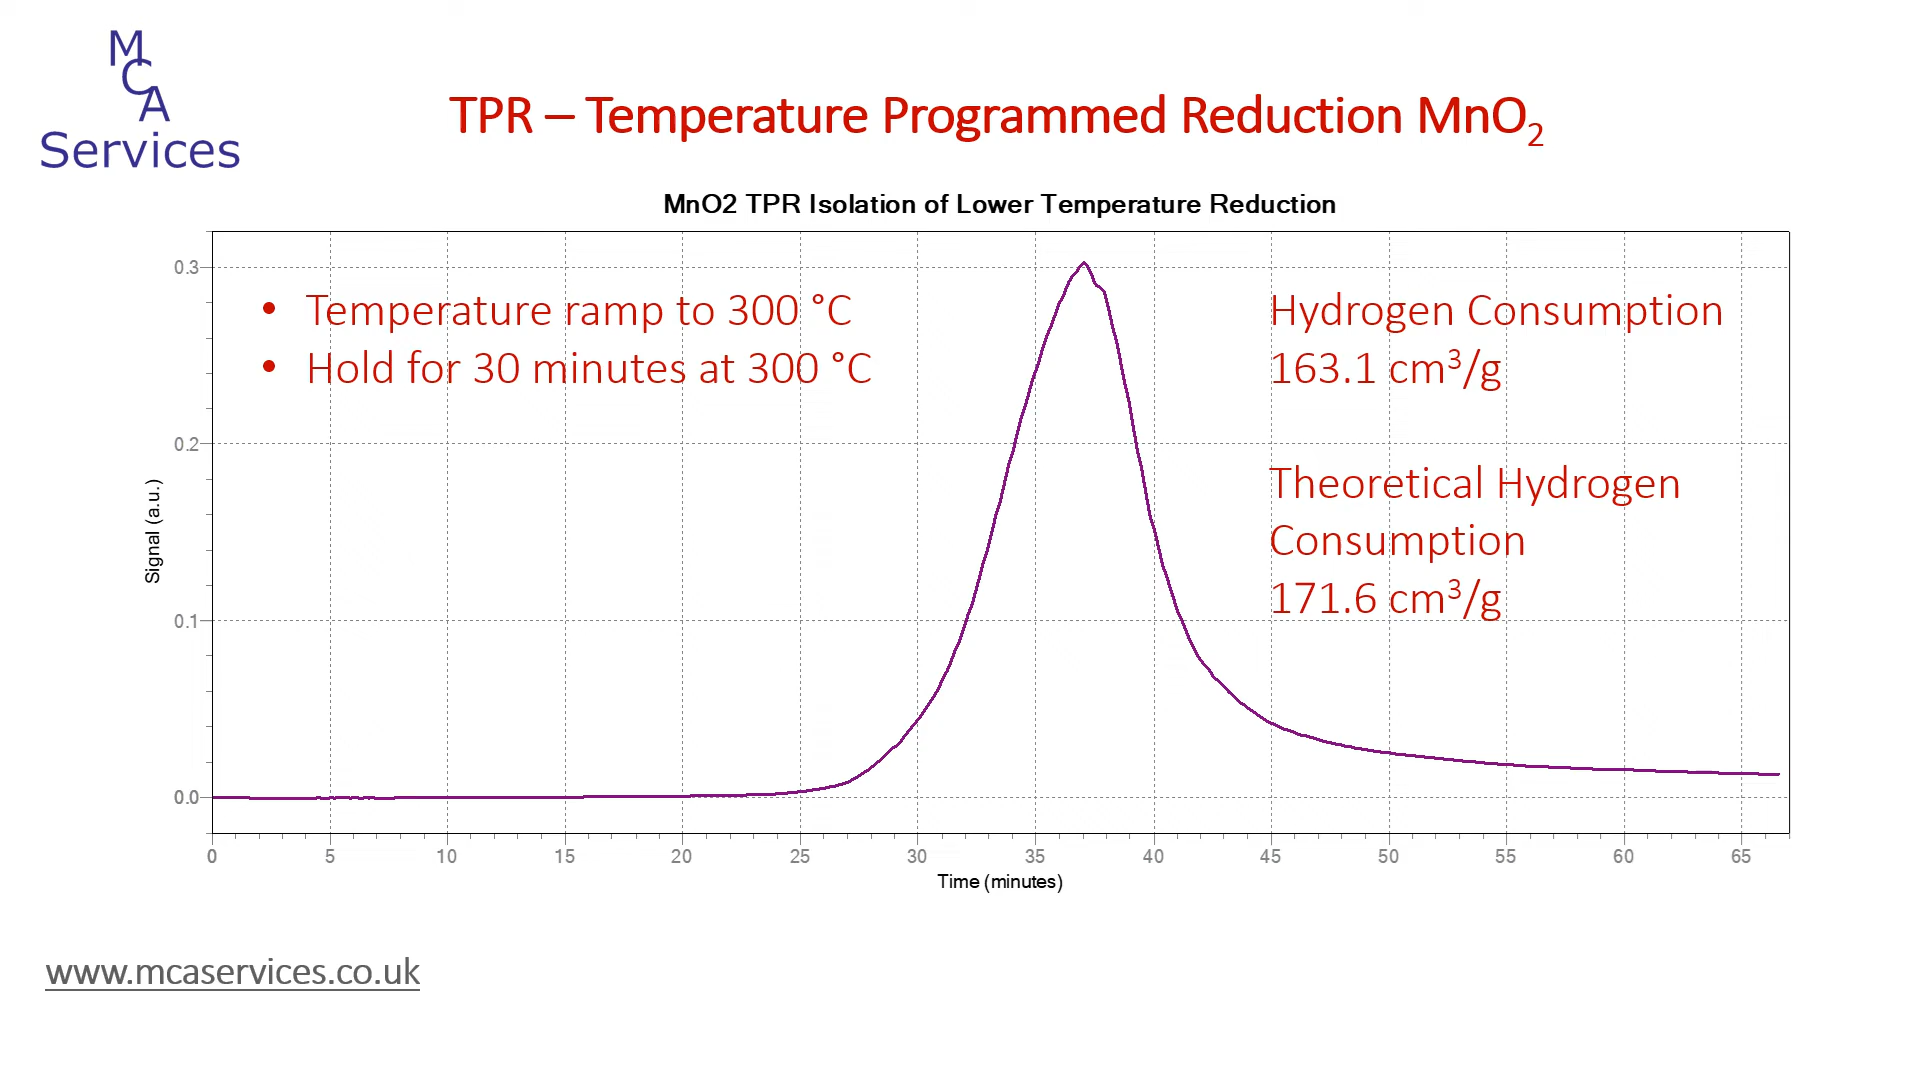 M
C
A
Services
TPR – Temperature Programmed Reduction MnO₂
MnO2 TPR Isolation of Lower Temperature Reduction
• Temperature ramp to 300 °C
• Hold for 30 minutes at 300 °C
Hydrogen Consumption
163.1 cm³/g
Theoretical Hydrogen
Consumption
171.6 cm³/g
Signal (a.u.)
0.3
0.2
0.1
0.0
0 5 10 15 20 25 30 35 40 45 50 55 60 65
Time (minutes)
www.mcaservices.co.uk